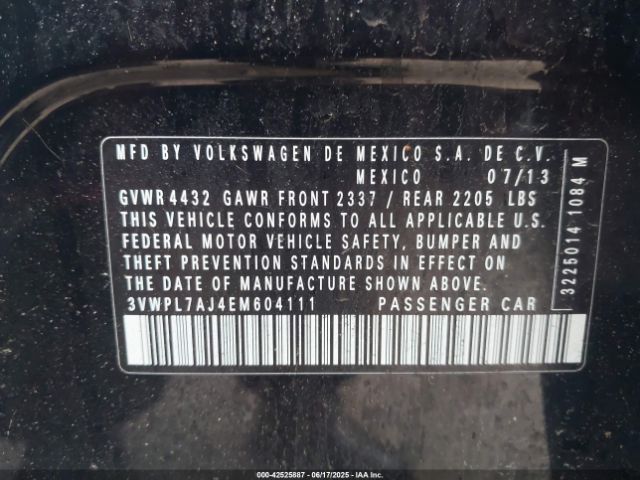 MFD BY VOLKSWAGEN DE MEXICO S.A. DE C.V.
MEXICO 07/13
GVWR 4432 GAWR FRONT 2337 / REAR 2205 LBS
THIS VEHICLE CONFORMS TO ALL APPLICABLE U.S.
FEDERAL MOTOR VEHICLE SAFETY, BUMPER AND
THEFT PREVENTION STANDARDS IN EFFECT ON
THE DATE OF MANUFACTURE SHOWN ABOVE.
3VWPL7AJ4EM604111 PASSENGER CAR
3225014 1084 M
000-42525887 - 06/17/2025 - IAA Inc.